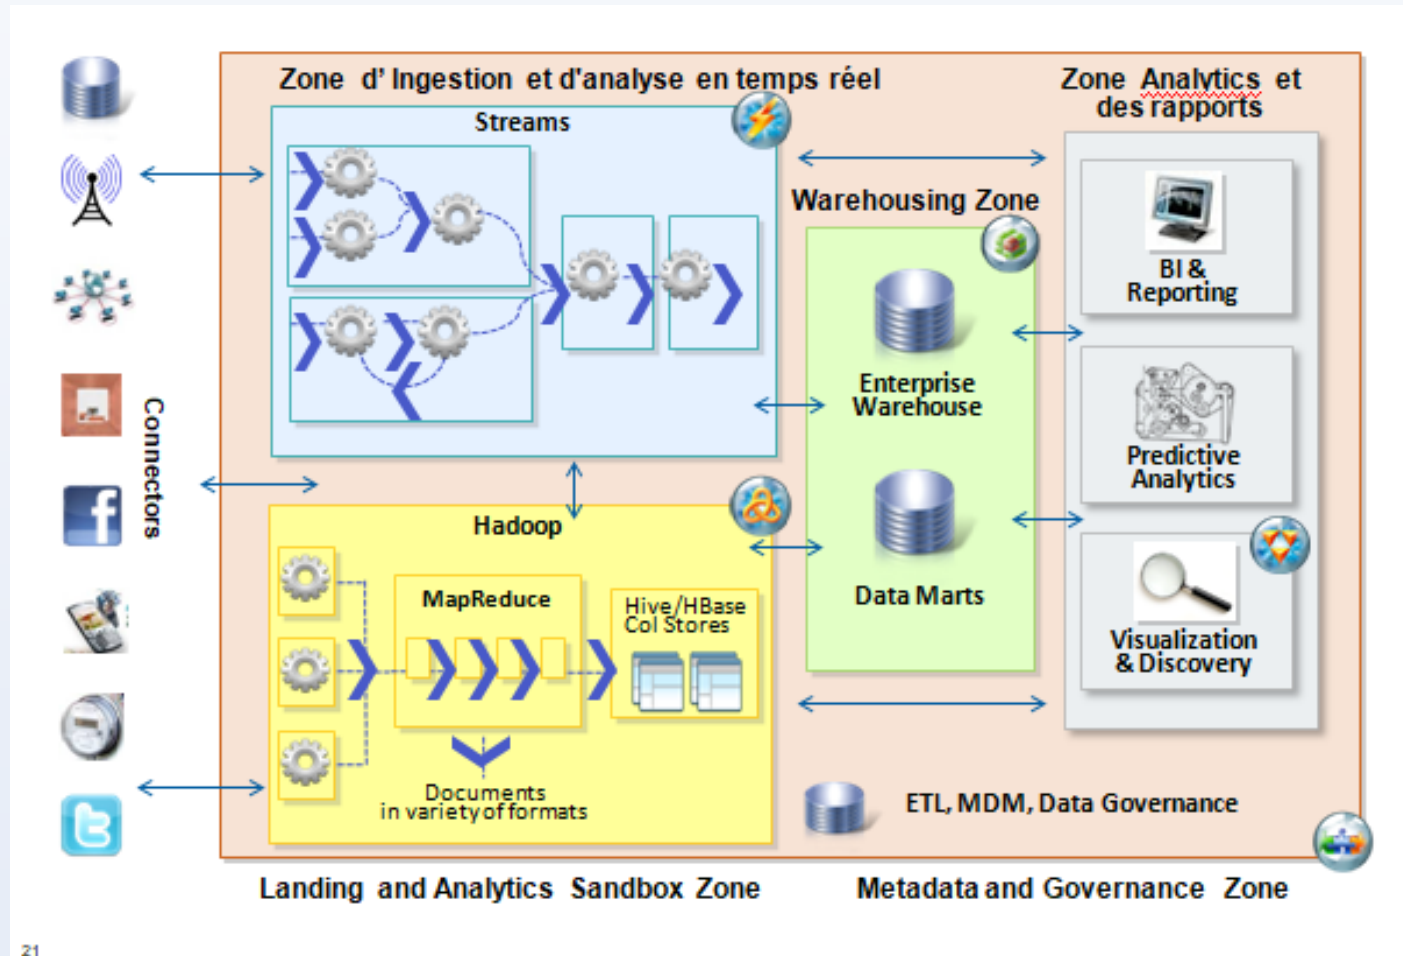 Zone d' Ingestion et d'analyse en temps réel
Zone Analytics et
des rapports
Streams
Warehousing Zone
BI &
Reporting
Enterprise
Warehouse
Connectors
Predictive
Analytics
Hadoop
MapReduce
Hive/HBase
Col Stores
Data Marts
Visualization
& Discovery
Documents
in variety of formats
ETL, MDM, Data Governance
Landing and Analytics Sandbox Zone
Metadata and Governance Zone
21